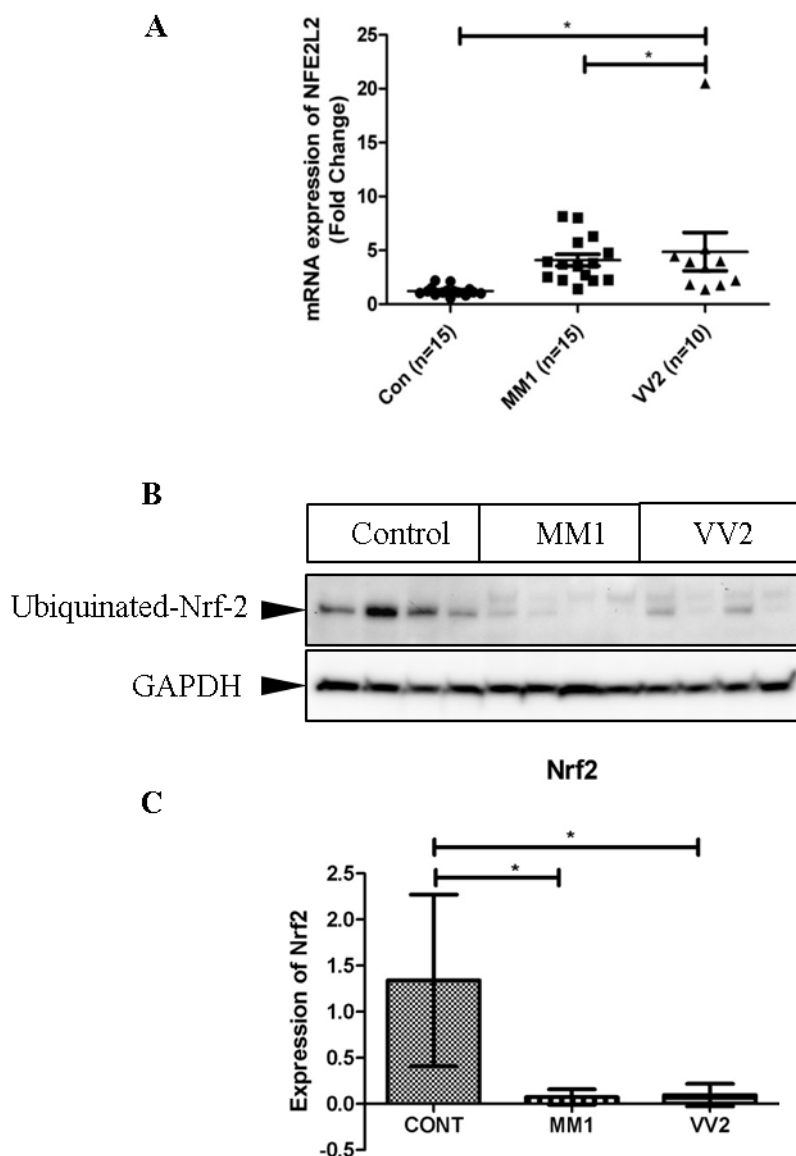 A
*
*
mRNA expression of NFE2L2
(Fold Change)
25
20
15
10
5
0
Con (n=15)
MM1 (n=15)
VV2 (n=10)
B
Control MM1 VV2
Ubiquinated-Nrf-2
GAPDH
Nrf2
C
*
*
Expression of Nrf2
2.5
2.0
1.5
1.0
0.5
0.0
-0.5
CONT MM1 VV2